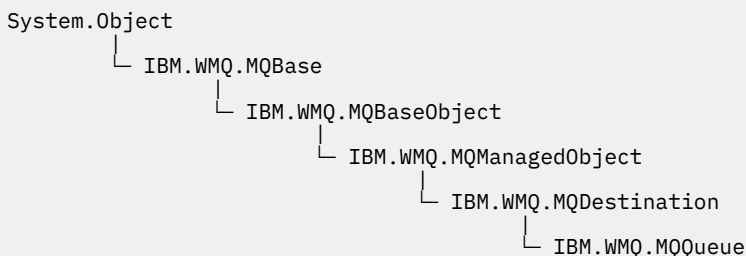 System.Object
IBM.WMQ.MQBase
IBM.WMQ.MQBaseObject
IBM.WMQ.MQManagedObject
IBM.WMQ.MQDestination
IBM.WMQ.MQQueue